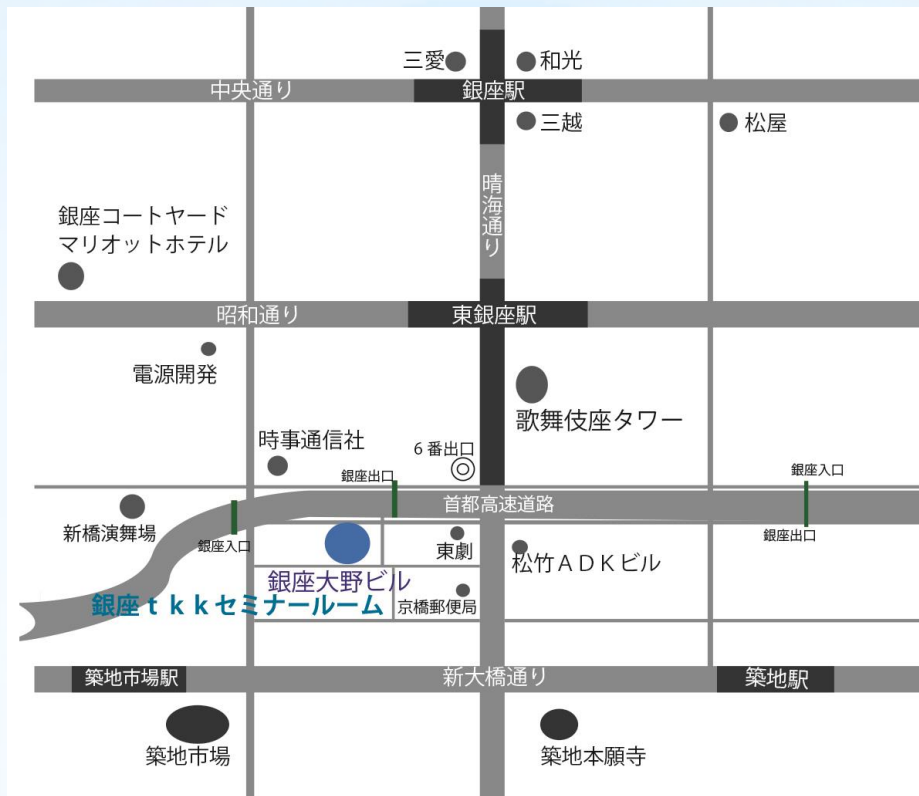 三愛
和光
中央通り
銀座駅
三越
松屋
晴海通り
銀座コートヤード
マリオットホテル
昭和通り
東銀座駅
電源開発
歌舞伎座タワー
時事通信社
6番出口
銀座出口
銀座入口
首都高速道路
新橋演舞場
銀座入口
銀座出口
東劇
松竹ADKビル
銀座大野ビル
銀座tkkセミナールーム
京橋郵便局
築地市場駅
新大橋通り
築地駅
築地市場
築地本願寺